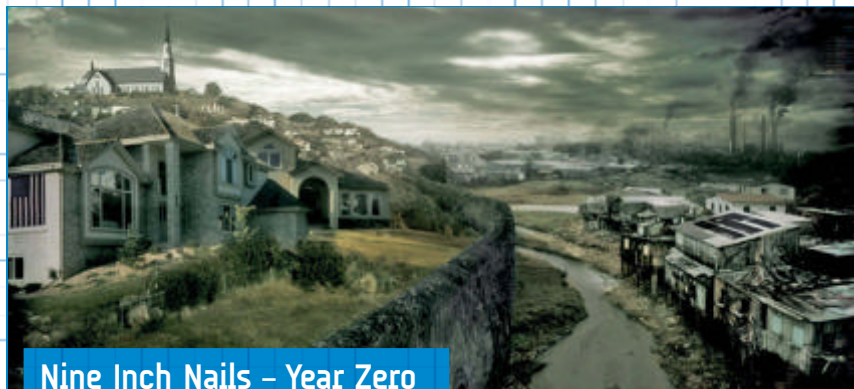 Nine Inch Nails – Year Zero